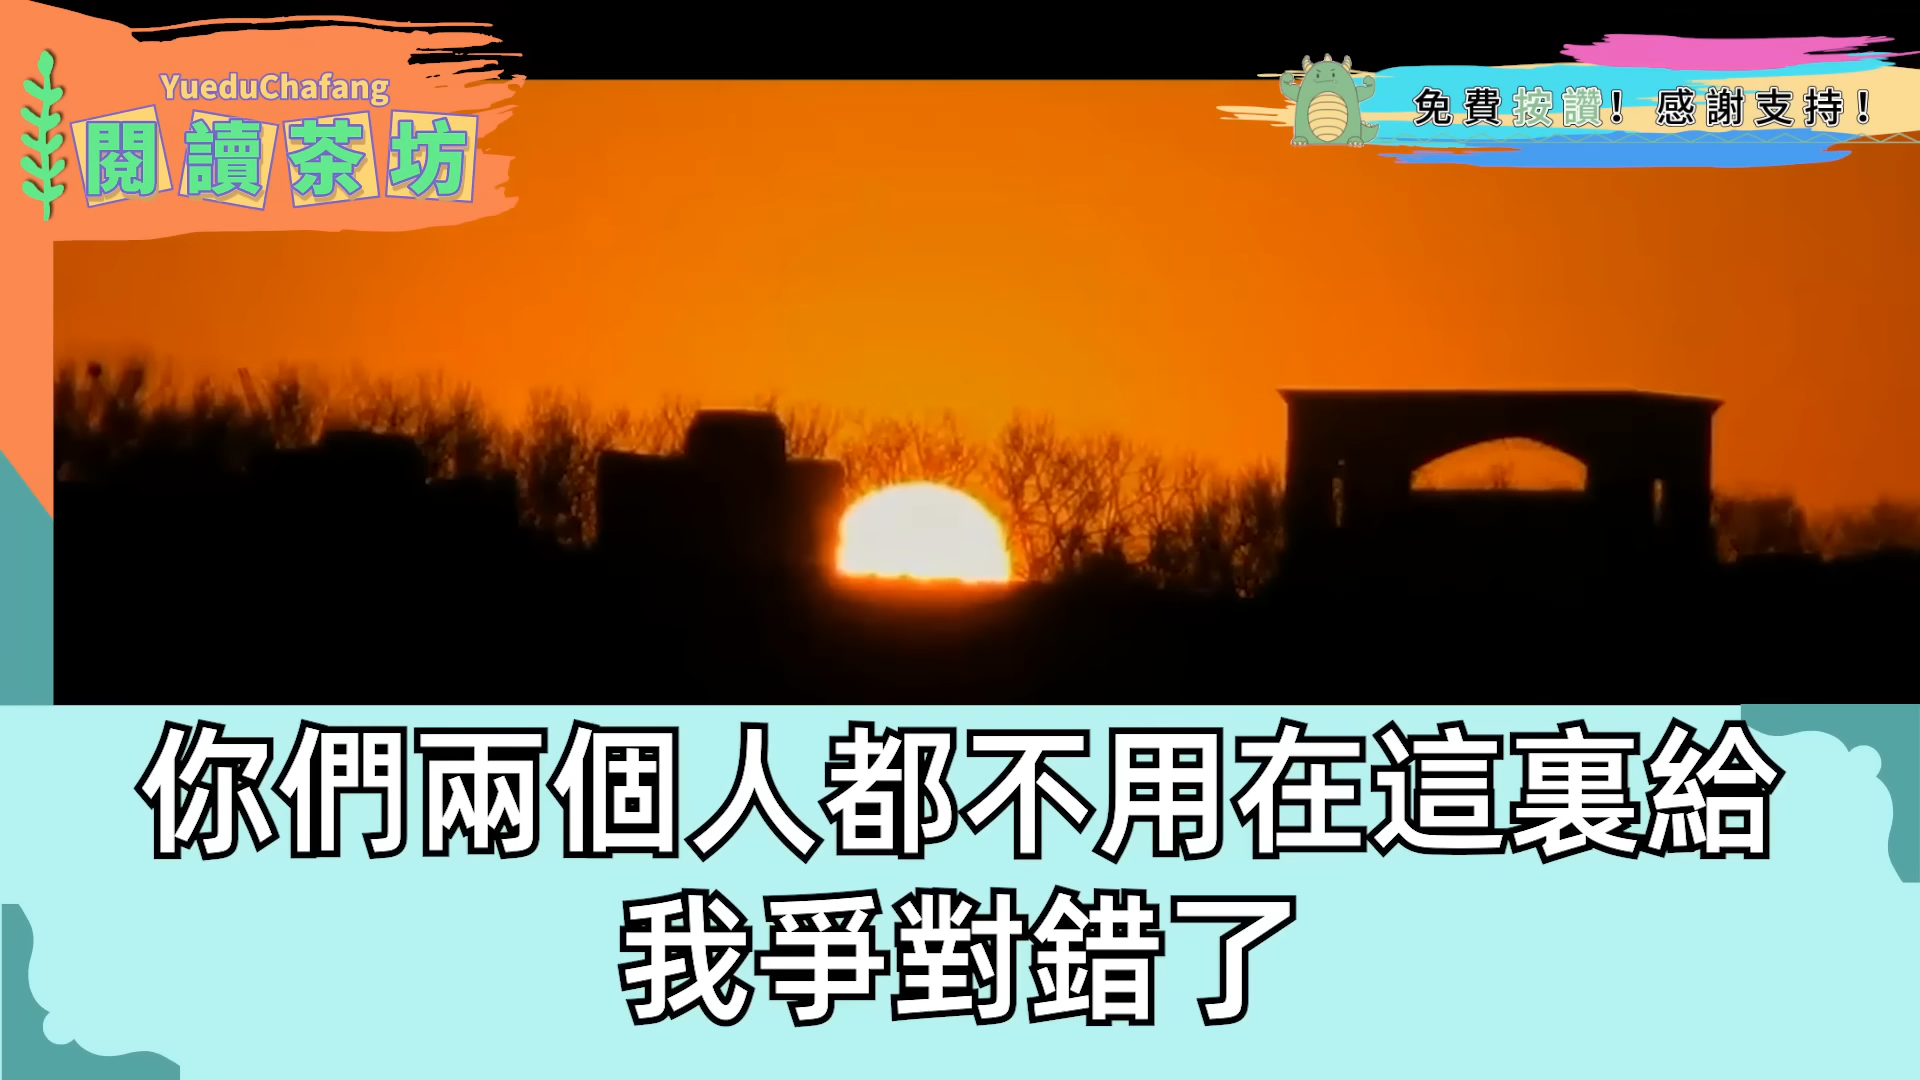 YueduChafang
閱讀茶坊
免費按讚！感謝支持！
你們兩個人都不用在這裏給
我爭對錯了